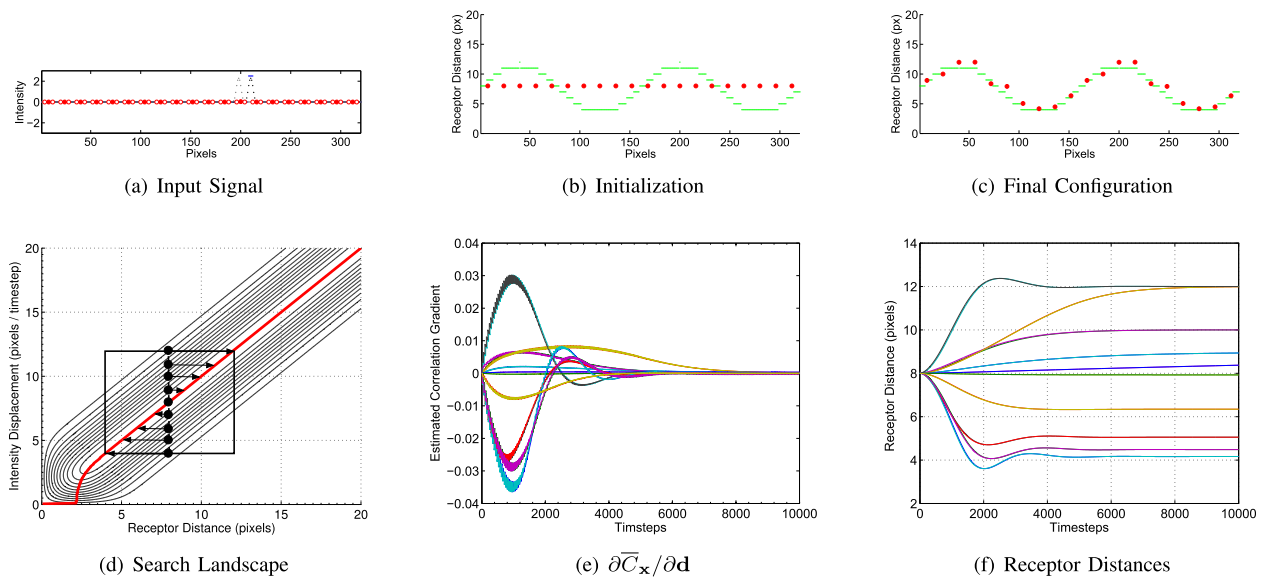 Intensity
2
0
−2
50 100 150 200 250 300
Pixels
(a) Input Signal
Receptor Distance (px)
20
15
10
5
0
50 100 150 200 250 300
Pixels
(b) Initialization
Receptor Distance (px)
20
15
10
5
0
50 100 150 200 250 300
Pixels
(c) Final Configuration
Intensity Displacement (pixels / timestep)
20
15
10
5
0
0 5 10 15 20
Receptor Distance (pixels)
(d) Search Landscape
Estimated Correlation Gradient
0.04
0.03
0.02
0.01
0
−0.01
−0.02
−0.03
−0.04
0 2000 4000 6000 8000 10000
Timsteps
(e) ∂C̅ₓ/∂d
Receptor Distance (pixels)
14
12
10
8
6
4
2
0 2000 4000 6000 8000 10000
Timesteps
(f) Receptor Distances